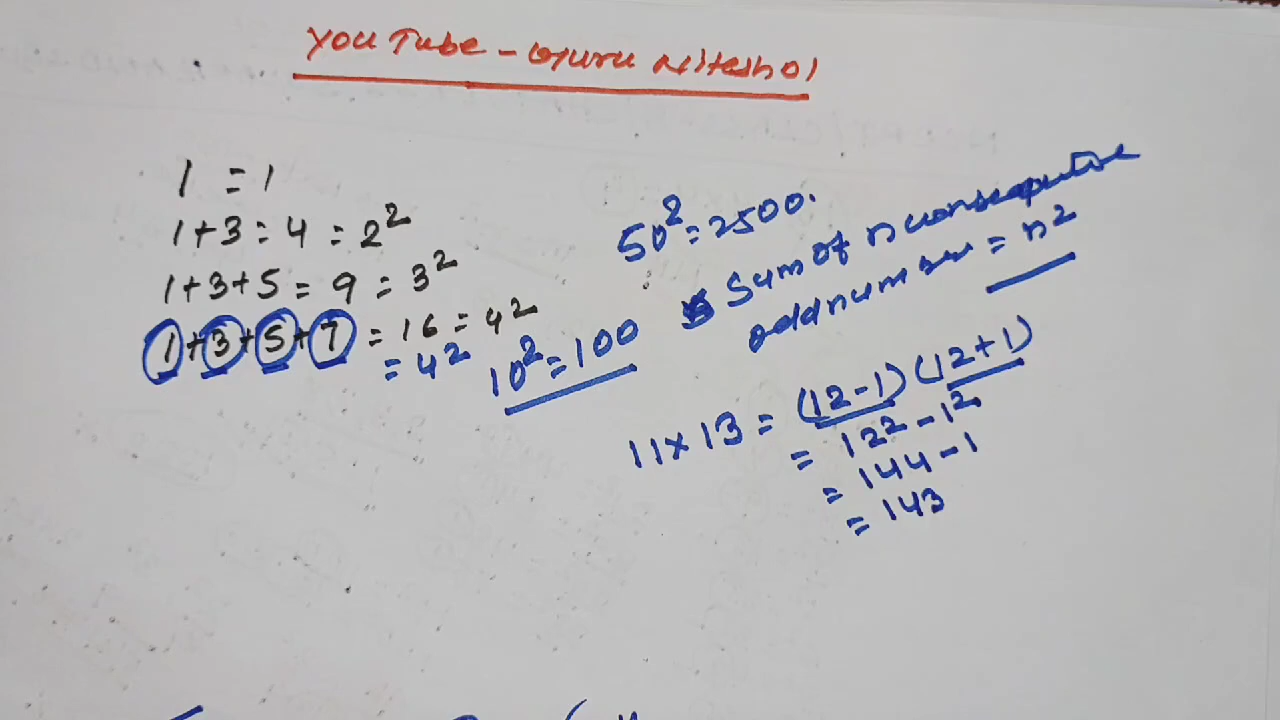 YouTube - Guru Nitesh01
1 = 1
1+3 = 4 = 2²
1+3+5 = 9 = 3²
1+3+5+7 = 16 = 4²
= 4²
10² = 100
50² = 2500.
Sum of n consequtive
odd number = n²
11×13 = (12-1)(12+1)
= 12² - 1²
= 144 - 1
= 143